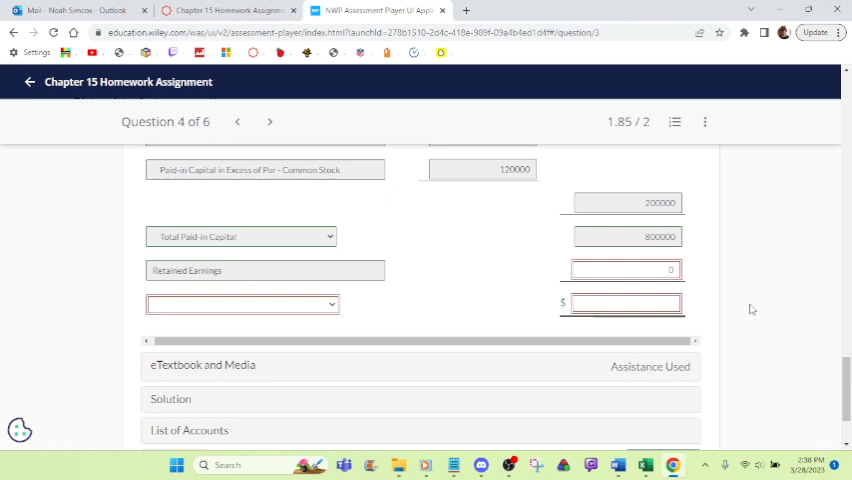 Mail - Noah Simcox - Outlook
Chapter 15 Homework Assignm
NWP Assessment Player UI Appli
education.wiley.com/was/ui/v2/assessment-player/index.html?launchId=278b1510-2d4c-418e-989f-09a4b4ed1d4f#/question/3
Update
Settings
Chapter 15 Homework Assignment
Question 4 of 6
1.85 / 2
Paid-in Capital in Excess of Par - Common Stock
120000
200000
Total Paid-in Capital
800000
Retained Earnings
0
$
eTextbook and Media
Assistance Used
Solution
List of Accounts
Search
2:38 PM
3/28/2023